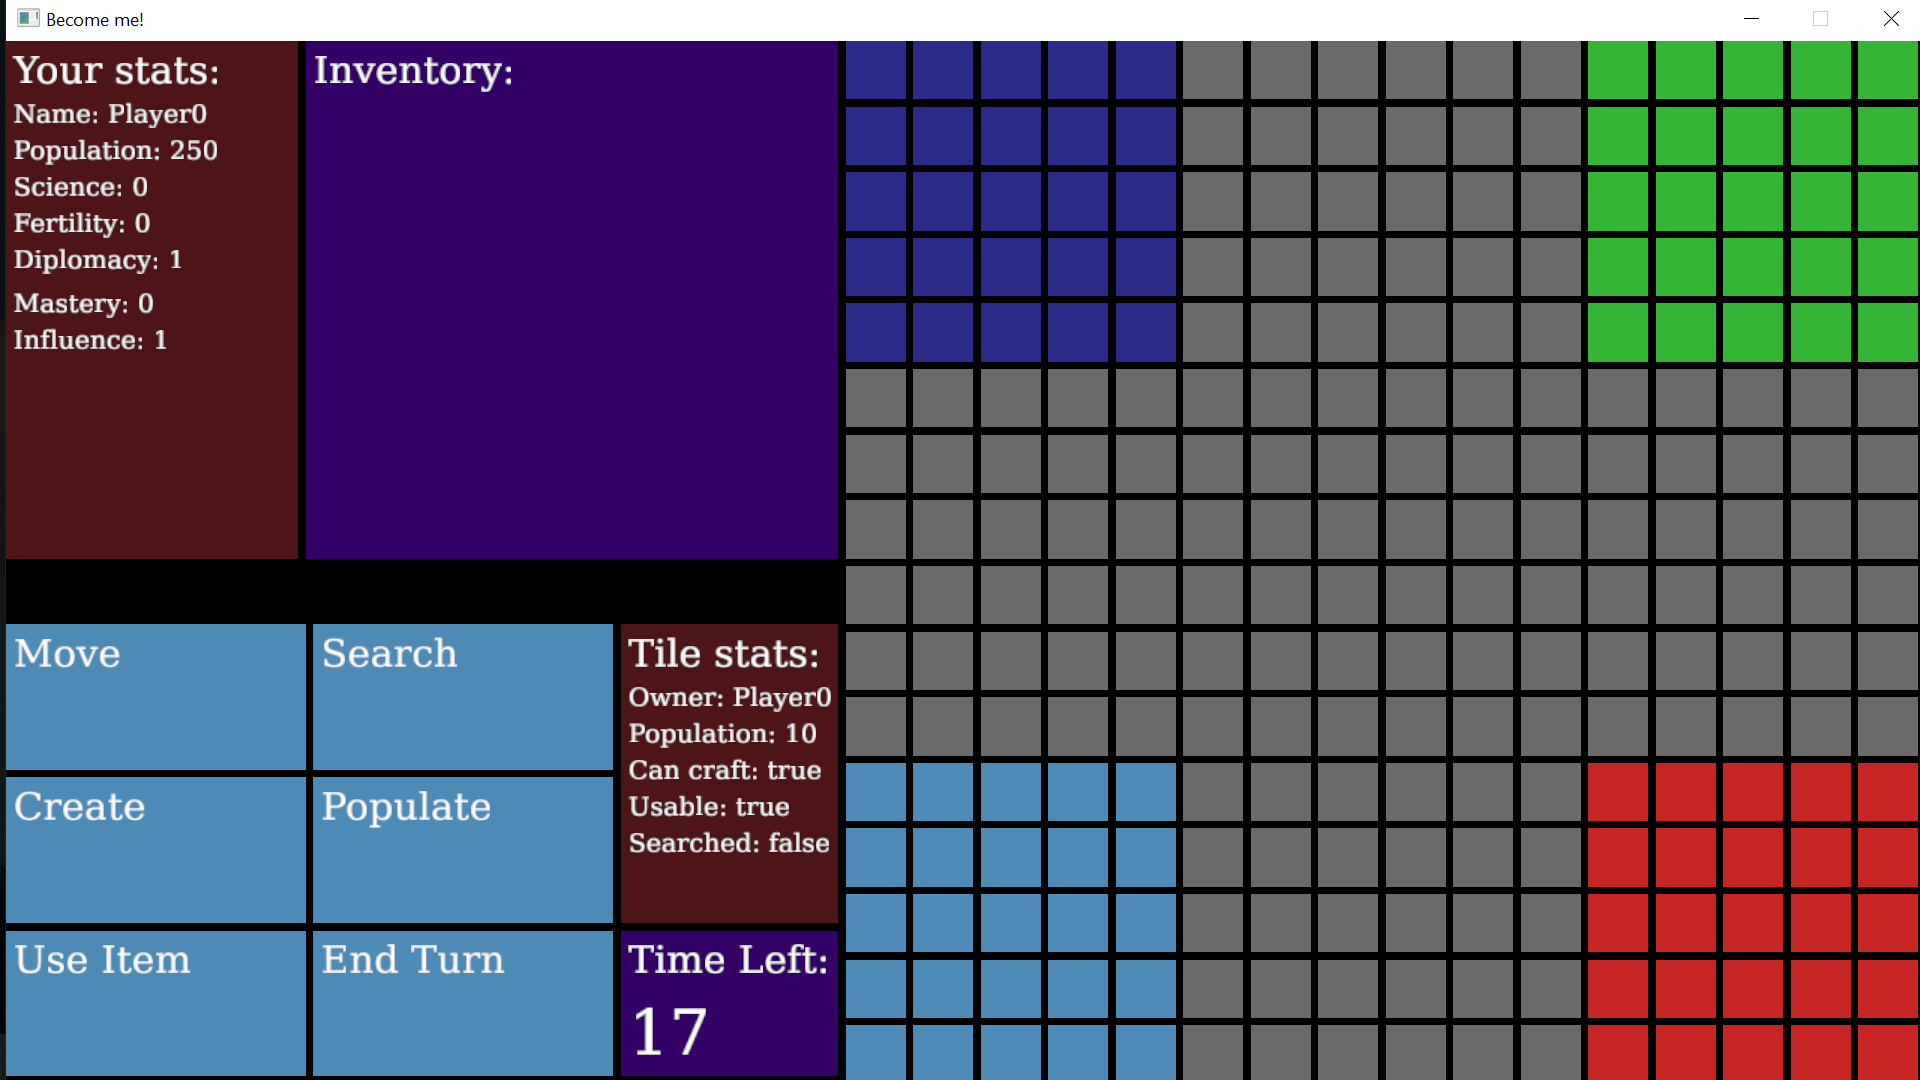 Become me!
Your stats:
Name: Player0
Population: 250
Science: 0
Fertility: 0
Diplomacy: 1
Mastery: 0
Influence: 1
Inventory:
Move
Search
Create
Populate
Use Item
End Turn
Tile stats:
Owner: Player0
Population: 10
Can craft: true
Usable: true
Searched: false
Time Left:
17